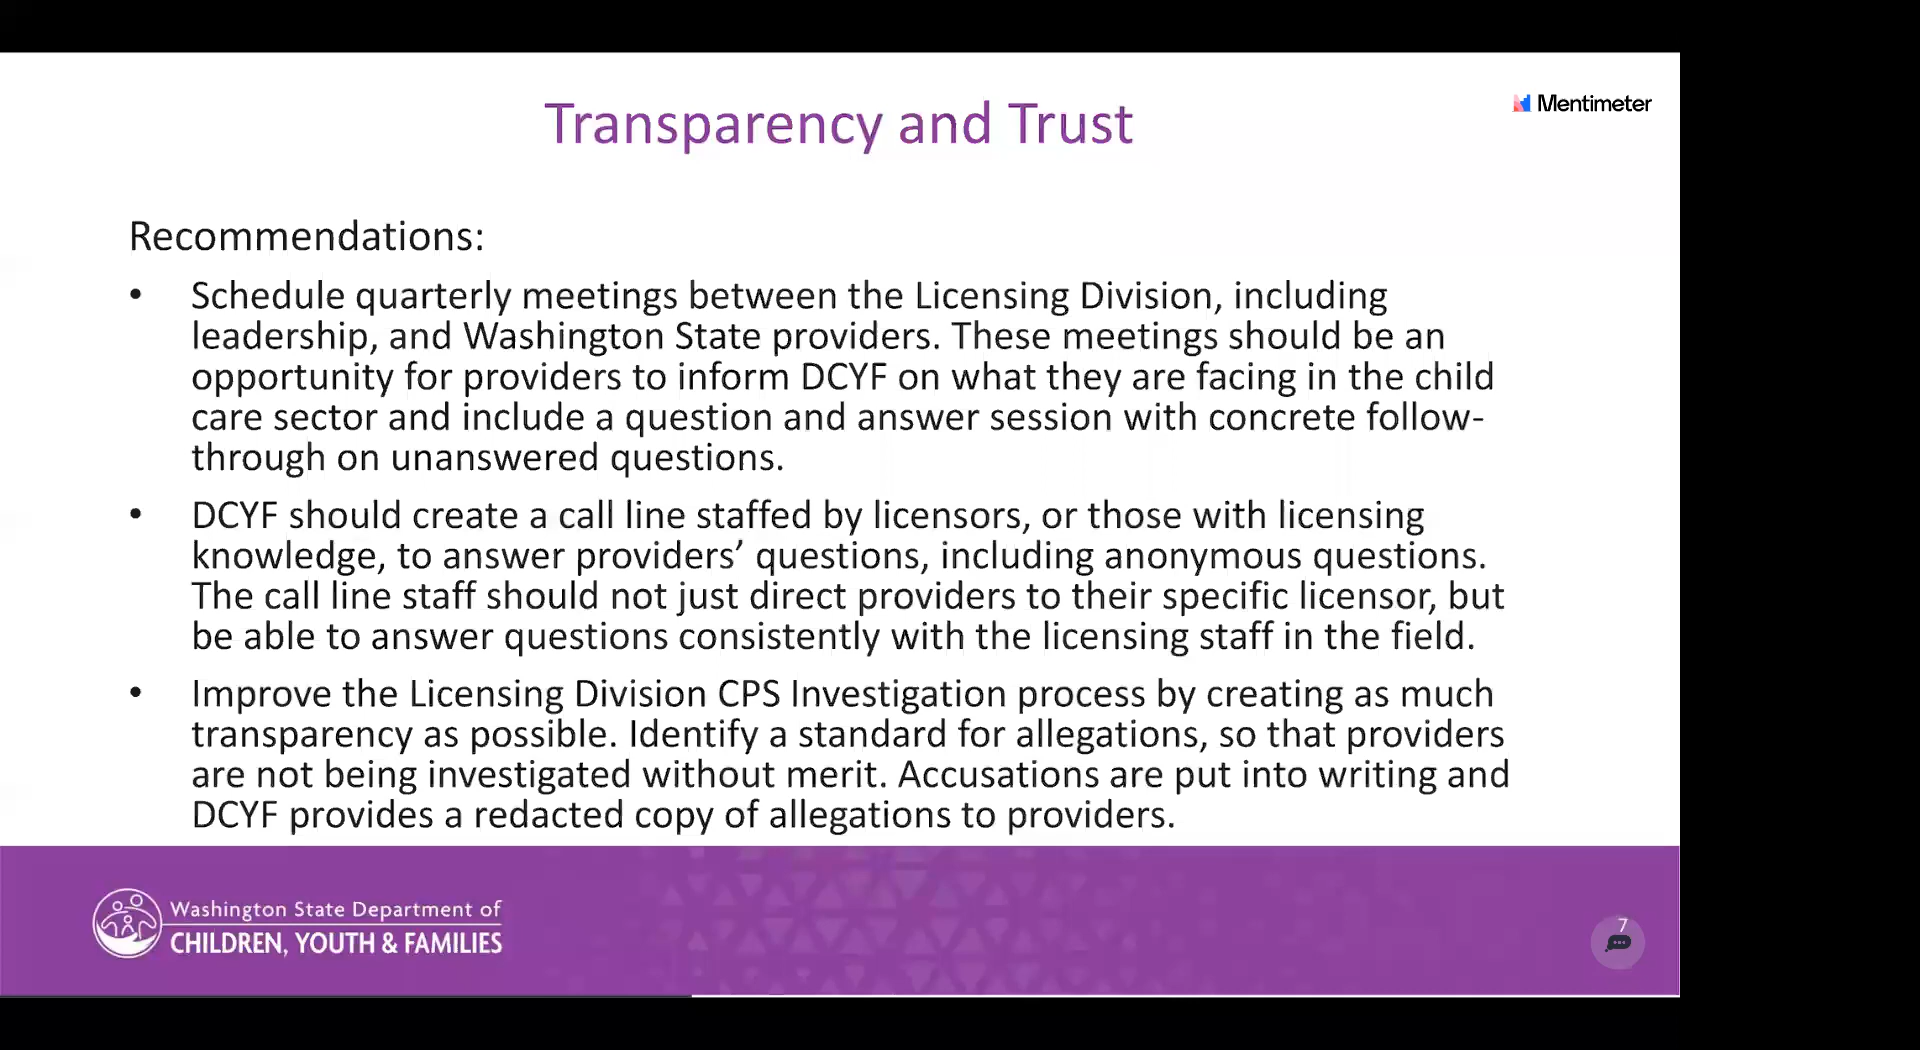 Mentimeter
Transparency and Trust
Recommendations:
• Schedule quarterly meetings between the Licensing Division, including
leadership, and Washington State providers. These meetings should be an
opportunity for providers to inform DCYF on what they are facing in the child
care sector and include a question and answer session with concrete follow-
through on unanswered questions.
• DCYF should create a call line staffed by licensors, or those with licensing
knowledge, to answer providers’ questions, including anonymous questions.
The call line staff should not just direct providers to their specific licensor, but
be able to answer questions consistently with the licensing staff in the field.
• Improve the Licensing Division CPS Investigation process by creating as much
transparency as possible. Identify a standard for allegations, so that providers
are not being investigated without merit. Accusations are put into writing and
DCYF provides a redacted copy of allegations to providers.
Washington State Department of
CHILDREN, YOUTH & FAMILIES
7